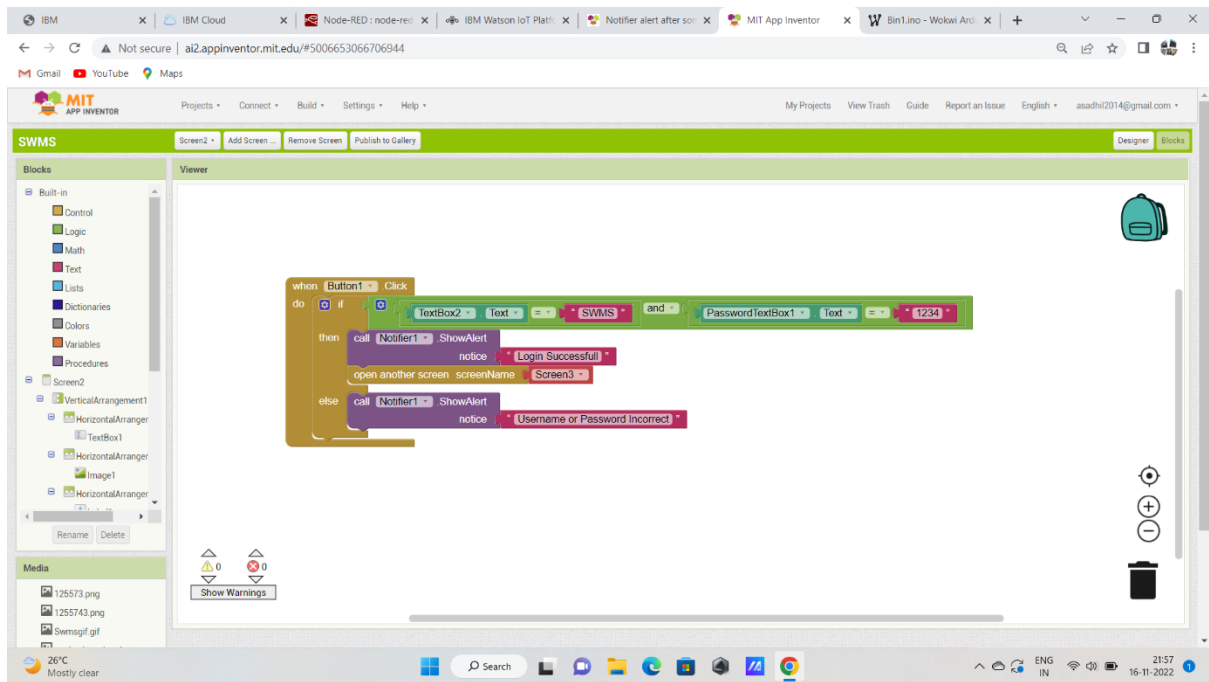 IBM
IBM Cloud
Node-RED : node-red
IBM Watson IoT Platfo
Notifier alert after son
MIT App Inventor
Bin1.ino - Wokwi Ardu
Not secure | ai2.appinventor.mit.edu/#5006653066706944
Gmail YouTube Maps
MIT
APP INVENTOR
Projects Connect Build Settings Help
My Projects View Trash Guide Report an Issue English asadhil2014@gmail.com
SWMS
Screen2 Add Screen ... Remove Screen Publish to Gallery
Designer Blocks
Blocks
Viewer
Built-in
Control
Logic
Math
Text
Lists
Dictionaries
Colors
Variables
Procedures
Screen2
VerticalArrangement1
HorizontalArranger
TextBox1
HorizontalArranger
Image1
HorizontalArranger
Rename Delete
Media
125573.png
1255743.png
Swmsgif.gif
when Button1 .Click
do if TextBox2 . Text = " SWMS " and PasswordTextBox1 . Text = " 1234 "
then call Notifier1 .ShowAlert
notice " Login Successfull "
open another screen screenName Screen3
else call Notifier1 .ShowAlert
notice " Username or Password Incorrect "
0 0
Show Warnings
26°C
Mostly clear
Search
ENG
IN
21:57
16-11-2022
1